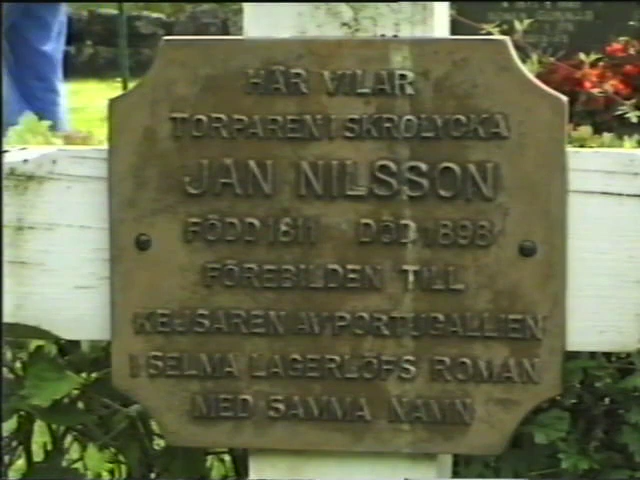 HÄR VILAR
TORPAREN I SKROLYCKA
JAN NILSSON
FÖDD 1811 DÖD 1898
FÖREBILDEN TILL
KEJSAREN AV PORTUGALLIEN
I SELMA LAGERLÖFS ROMAN
MED SAMMA NAMN